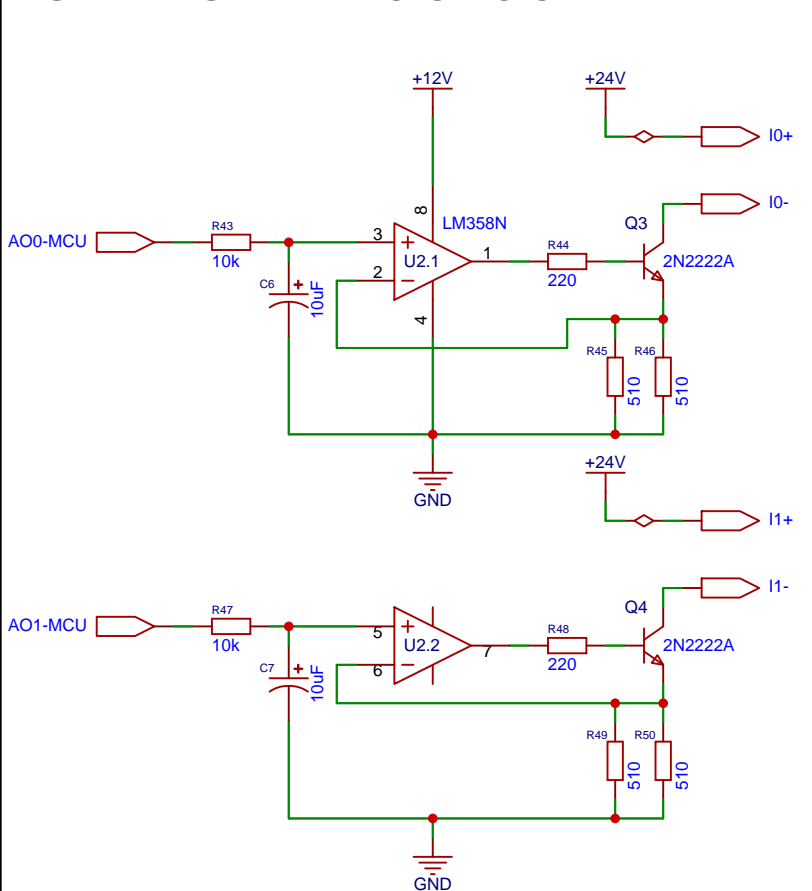 +12V
+24V
I0+
I0-
AO0-MCU
R43
10k
C6
+
10uF
8
LM358N
3
+
U2.1
2
−
1
4
R44
220
Q3
2N2222A
R45
510
R46
510
GND
+24V
I1+
I1-
AO1-MCU
R47
10k
C7
+
10uF
5
+
U2.2
6
−
7
R48
220
Q4
2N2222A
R49
510
R50
510
GND